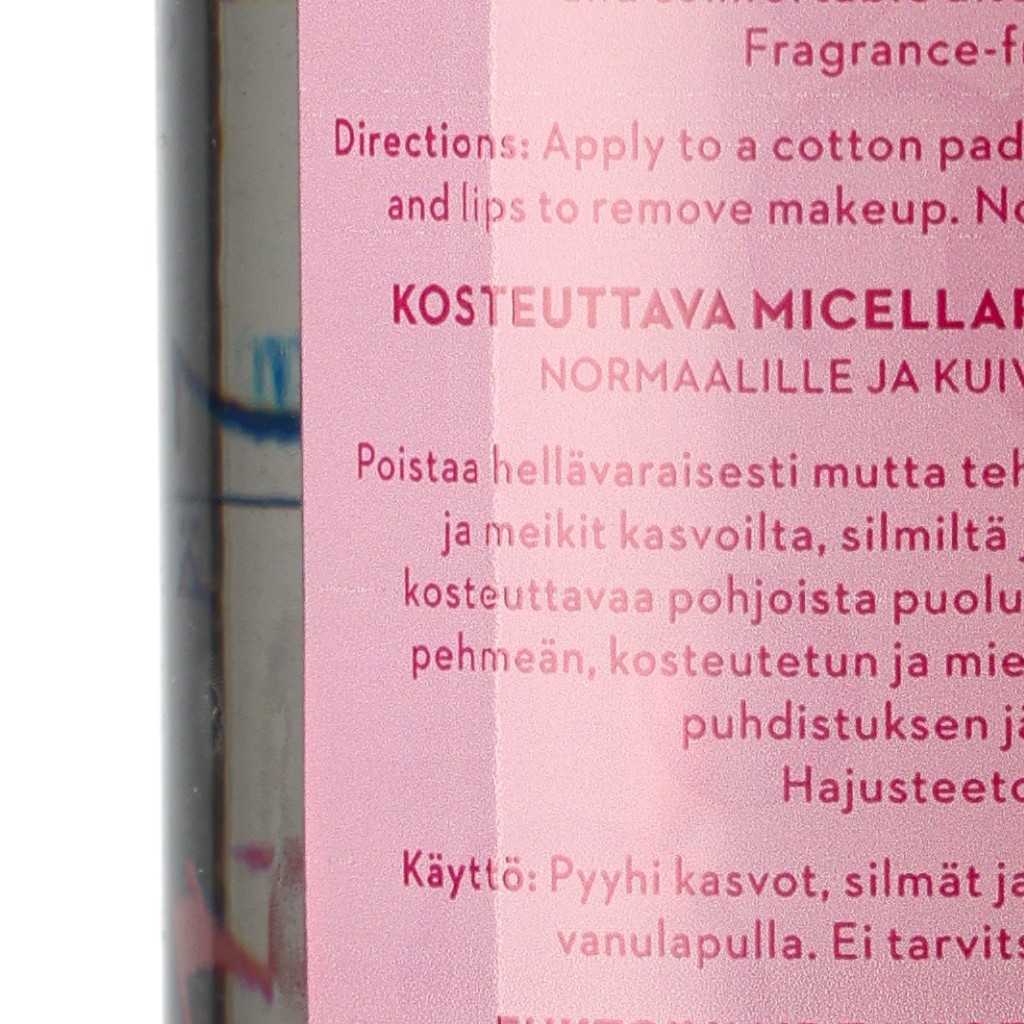 Fragrance-f
Directions: Apply to a cotton pad
and lips to remove makeup. No
KOSTEUTTAVA MICELLAR
NORMAALILLE JA KUIV
Poistaa hellävaraisesti mutta teh
ja meikit kasvoilta, silmiltä j
kosteuttavaa pohjoista puolu
pehmeän, kosteutetun ja mie
puhdistuksen jä
Hajusteeto
Käyttö: Pyyhi kasvot, silmät ja
vanulapulla. Ei tarvits